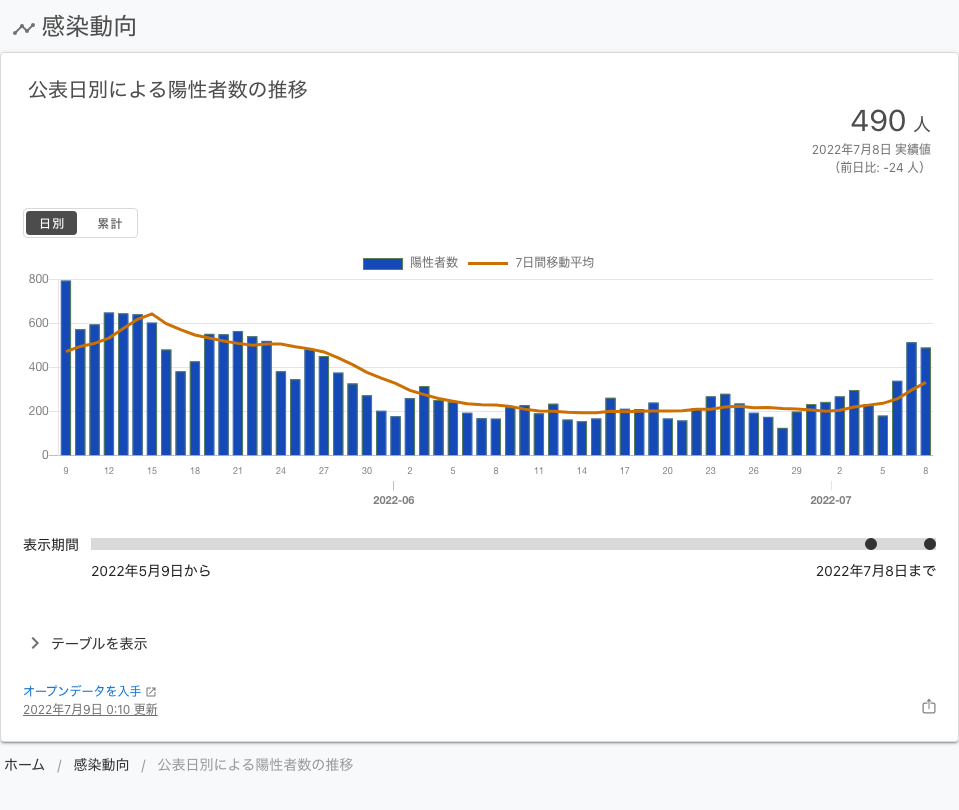 感染動向
公表日別による陽性者数の推移
490 人
2022年7月8日 実績値
（前日比: -24 人）
日別 累計
陽性者数 7日間移動平均
800
600
400
200
0
9 12 15 18 21 24 27 30 2 5 8 11 14 17 20 23 26 29 2 5 8
2022-06 2022-07
表示期間
2022年5月9日から 2022年7月8日まで
テーブルを表示
オープンデータを入手
2022年7月9日 0:10 更新
ホーム / 感染動向 / 公表日別による陽性者数の推移